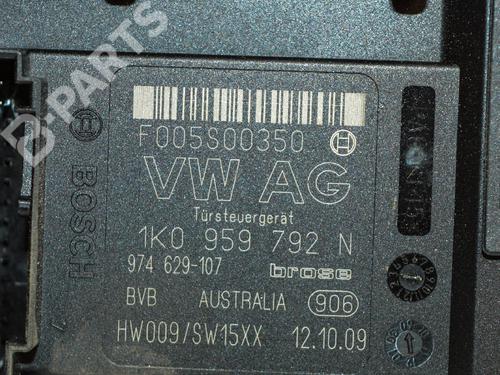 B-PARTS
F005S00350
VW AG
Türsteuergerät
1K0 959 792 N
974 629-107 brose
BVB AUSTRALIA 906
HW009/SW15XX 12.10.09
BOSCH